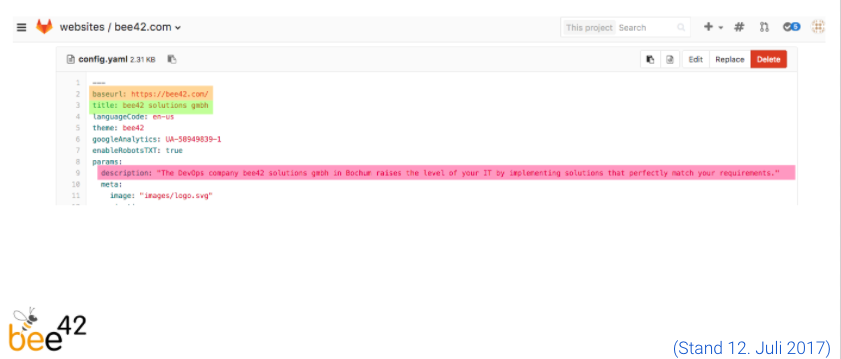 websites / bee42.com
This project Search
5
config.yaml 2.31 KB
Edit Replace Delete
1 ---
2 baseurl: https://bee42.com/
3 title: bee42 solutions gmbh
4 languageCode: en-us
5 theme: bee42
6 googleAnalytics: UA-58949839-1
7 enableRobotsTXT: true
8 params:
9 description: "The DevOps company bee42 solutions gmbh in Bochum raises the level of your IT by implementing solutions that perfectly match your requirements."
10 meta:
11 image: "images/logo.svg"
bee42
(Stand 12. Juli 2017)